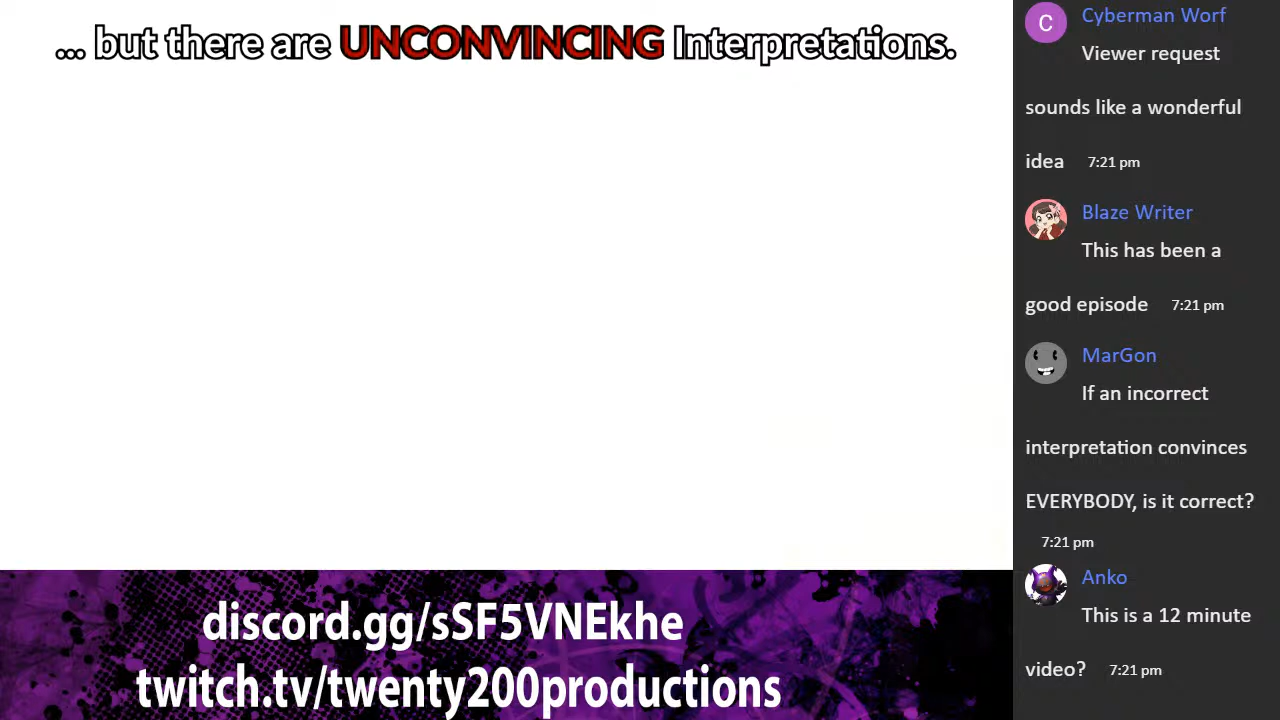 ... but there are UNCONVINCING Interpretations.
discord.gg/sSF5VNEkhe
twitch.tv/twenty200productions
C
Cyberman Worf
Viewer request
sounds like a wonderful
idea 7:21 pm
Blaze Writer
This has been a
good episode 7:21 pm
MarGon
If an incorrect
interpretation convinces
EVERYBODY, is it correct?
7:21 pm
Anko
This is a 12 minute
video? 7:21 pm